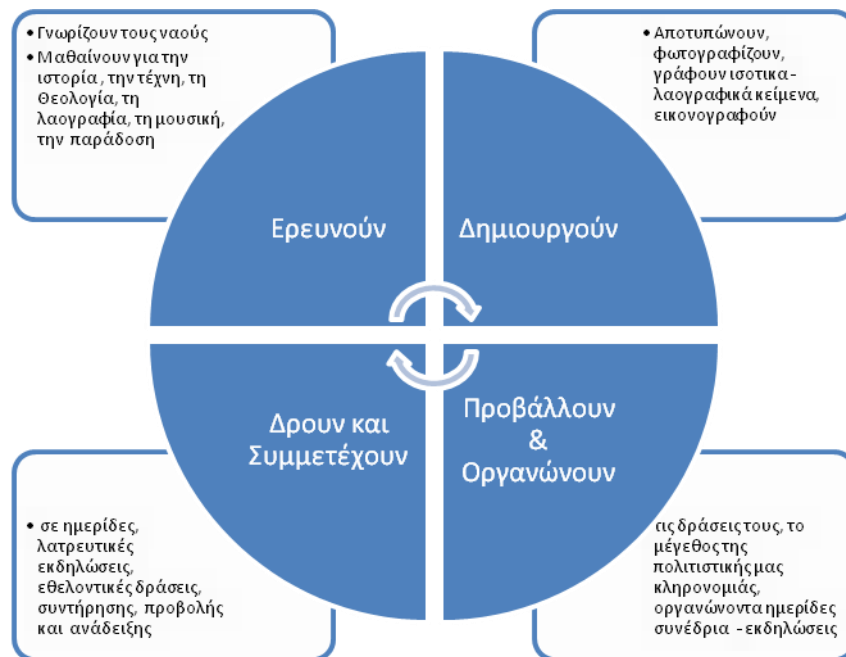 • Γνωρίζουν τους ναούς
• Μαθαίνουν για την
ιστορία , την τέχνη, τη
Θεολογία, τη
λαογραφία, τη μουσική,
την παράδοση
• Αποτυπώνουν,
φωτογραφίζουν,
γράφουν ισοτικα -
λαογραφικά κείμενα,
εικονογραφούν
Ερευνούν
Δημιουργούν
Δρουν και
Συμμετέχουν
Προβάλλουν
&
Οργανώνουν
• σε ημερίδες,
λατρευτικές
εκδηλώσεις,
εθελοντικές δράσεις,
συντήρησης, προβολής
και ανάδειξης
τις δράσεις τους, το
μέγεθος της
πολιτιστικής μας
κληρονομιάς,
οργανώνοντα ημερίδες
συνέδρια - εκδηλώσεις